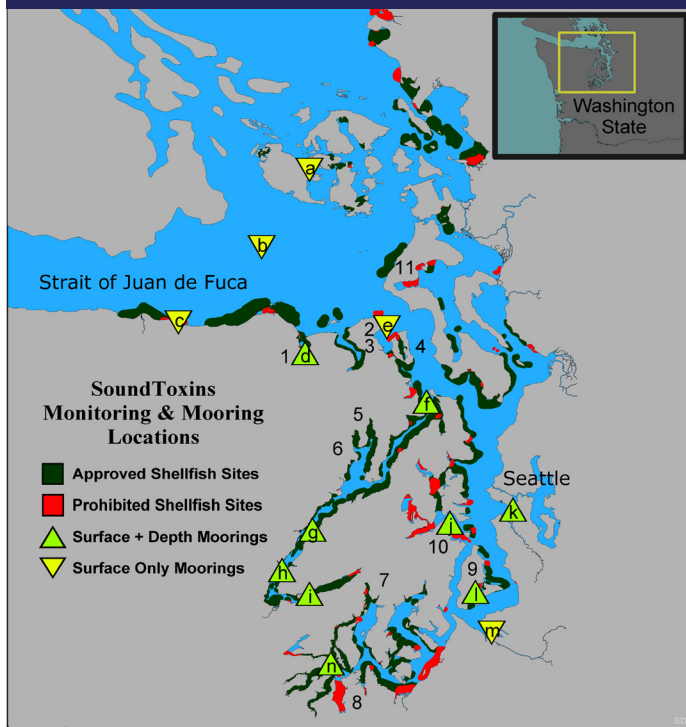 Washington
State
a
b
Strait of Juan de Fuca
11
c
e
2
3
4
1
d
SoundToxins
Monitoring & Mooring
Locations
f
5
6
Approved Shellfish Sites
Prohibited Shellfish Sites
Surface + Depth Moorings
Surface Only Moorings
Seattle
k
j
10
g
h
i
9
l
7
m
n
8